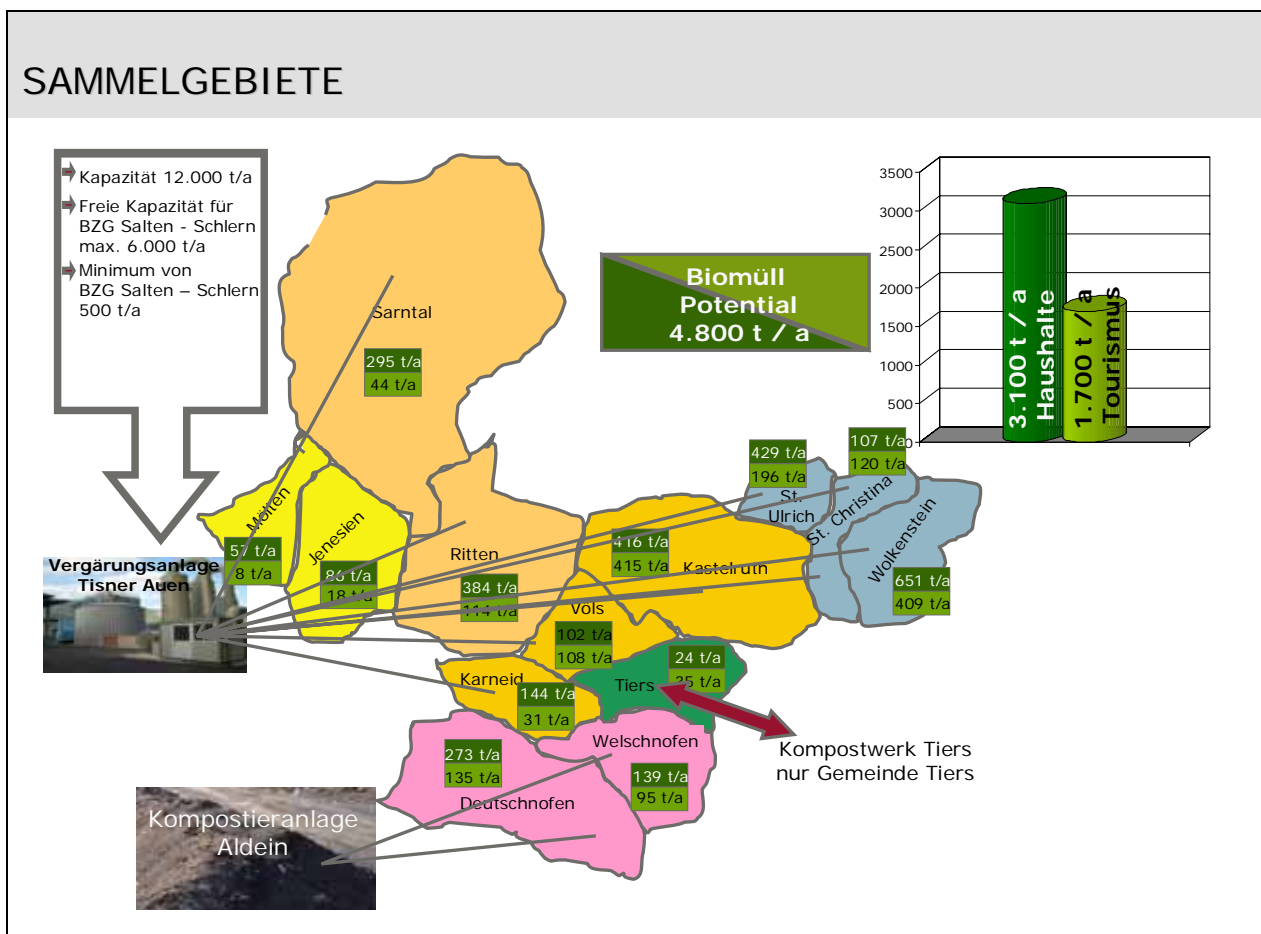 SAMMELGEBIETE
Kapazität 12.000 t/a
Freie Kapazität für
BZG Salten - Schlern
max. 6.000 t/a
Minimum von
BZG Salten – Schlern
500 t/a
Biomüll
Potential
4.800 t / a
3500
3000
2500
2000
1500
1000
500
0
3.100 t / a
Haushalte
1.700 t / a
Tourismus
Sarntal
295 t/a
44 t/a
Mölten
57 t/a
8 t/a
Jenesien
86 t/a
18 t/a
Ritten
384 t/a
114 t/a
Vergärungsanlage
Tisner Auen
429 t/a
196 t/a
St.
Ulrich
107 t/a
120 t/a
St. Christina
Wolkenstein
651 t/a
409 t/a
416 t/a
415 t/a
Kastelruth
Völs
102 t/a
108 t/a
Tiers
24 t/a
35 t/a
Karneid
144 t/a
31 t/a
Kompostwerk Tiers
nur Gemeinde Tiers
Welschnofen
139 t/a
95 t/a
273 t/a
135 t/a
Deutschnofen
Kompostieranlage
Aldein